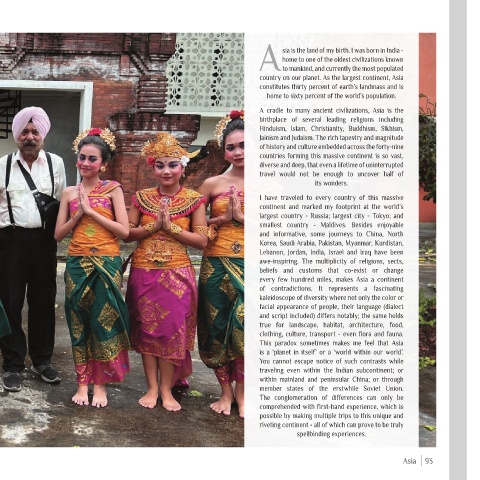 Asia is the land of my birth. I was born in India -
home to one of the oldest civilizations known
to mankind, and currently the most populated
country on our planet. As the largest continent, Asia
constitutes thirty percent of earth's landmass and is
home to sixty percent of the world's population.
A cradle to many ancient civilizations, Asia is the
birthplace of several leading religions including
Hinduism, Islam, Christianity, Buddhism, Sikhism,
Jainism and Judaism. The rich tapestry and magnitude
of history and culture embedded across the forty-nine
countries forming this massive continent is so vast,
diverse and deep, that even a lifetime of uninterrupted
travel would not be enough to uncover half of
its wonders.
I have traveled to every country of this massive
continent and marked my footprint at the world's
largest country - Russia; largest city - Tokyo; and
smallest country - Maldives. Besides enjoyable
and informative, some journeys to China, North
Korea, Saudi Arabia, Pakistan, Myanmar, Kurdistan,
Lebanon, Jordan, India, Israel and Iraq have been
awe-inspiring. The multiplicity of religions, sects,
beliefs and customs that co-exist or change
every few hundred miles, makes Asia a continent
of contradictions. It represents a fascinating
kaleidoscope of diversity where not only the color or
facial appearance of people, their language (dialect
and script included) differs notably; the same holds
true for landscape, habitat, architecture, food,
clothing, culture, transport - even flora and fauna.
This paradox sometimes makes me feel that Asia
is a 'planet in itself' or a 'world within our world'.
You cannot escape notice of such contrasts while
traveling even within the Indian subcontinent; or
within mainland and peninsular China; or through
member states of the erstwhile Soviet Union.
The conglomeration of differences can only be
comprehended with first-hand experience, which is
possible by making multiple trips to this unique and
riveting continent - all of which can prove to be truly
spellbinding experiences.
Asia | 93